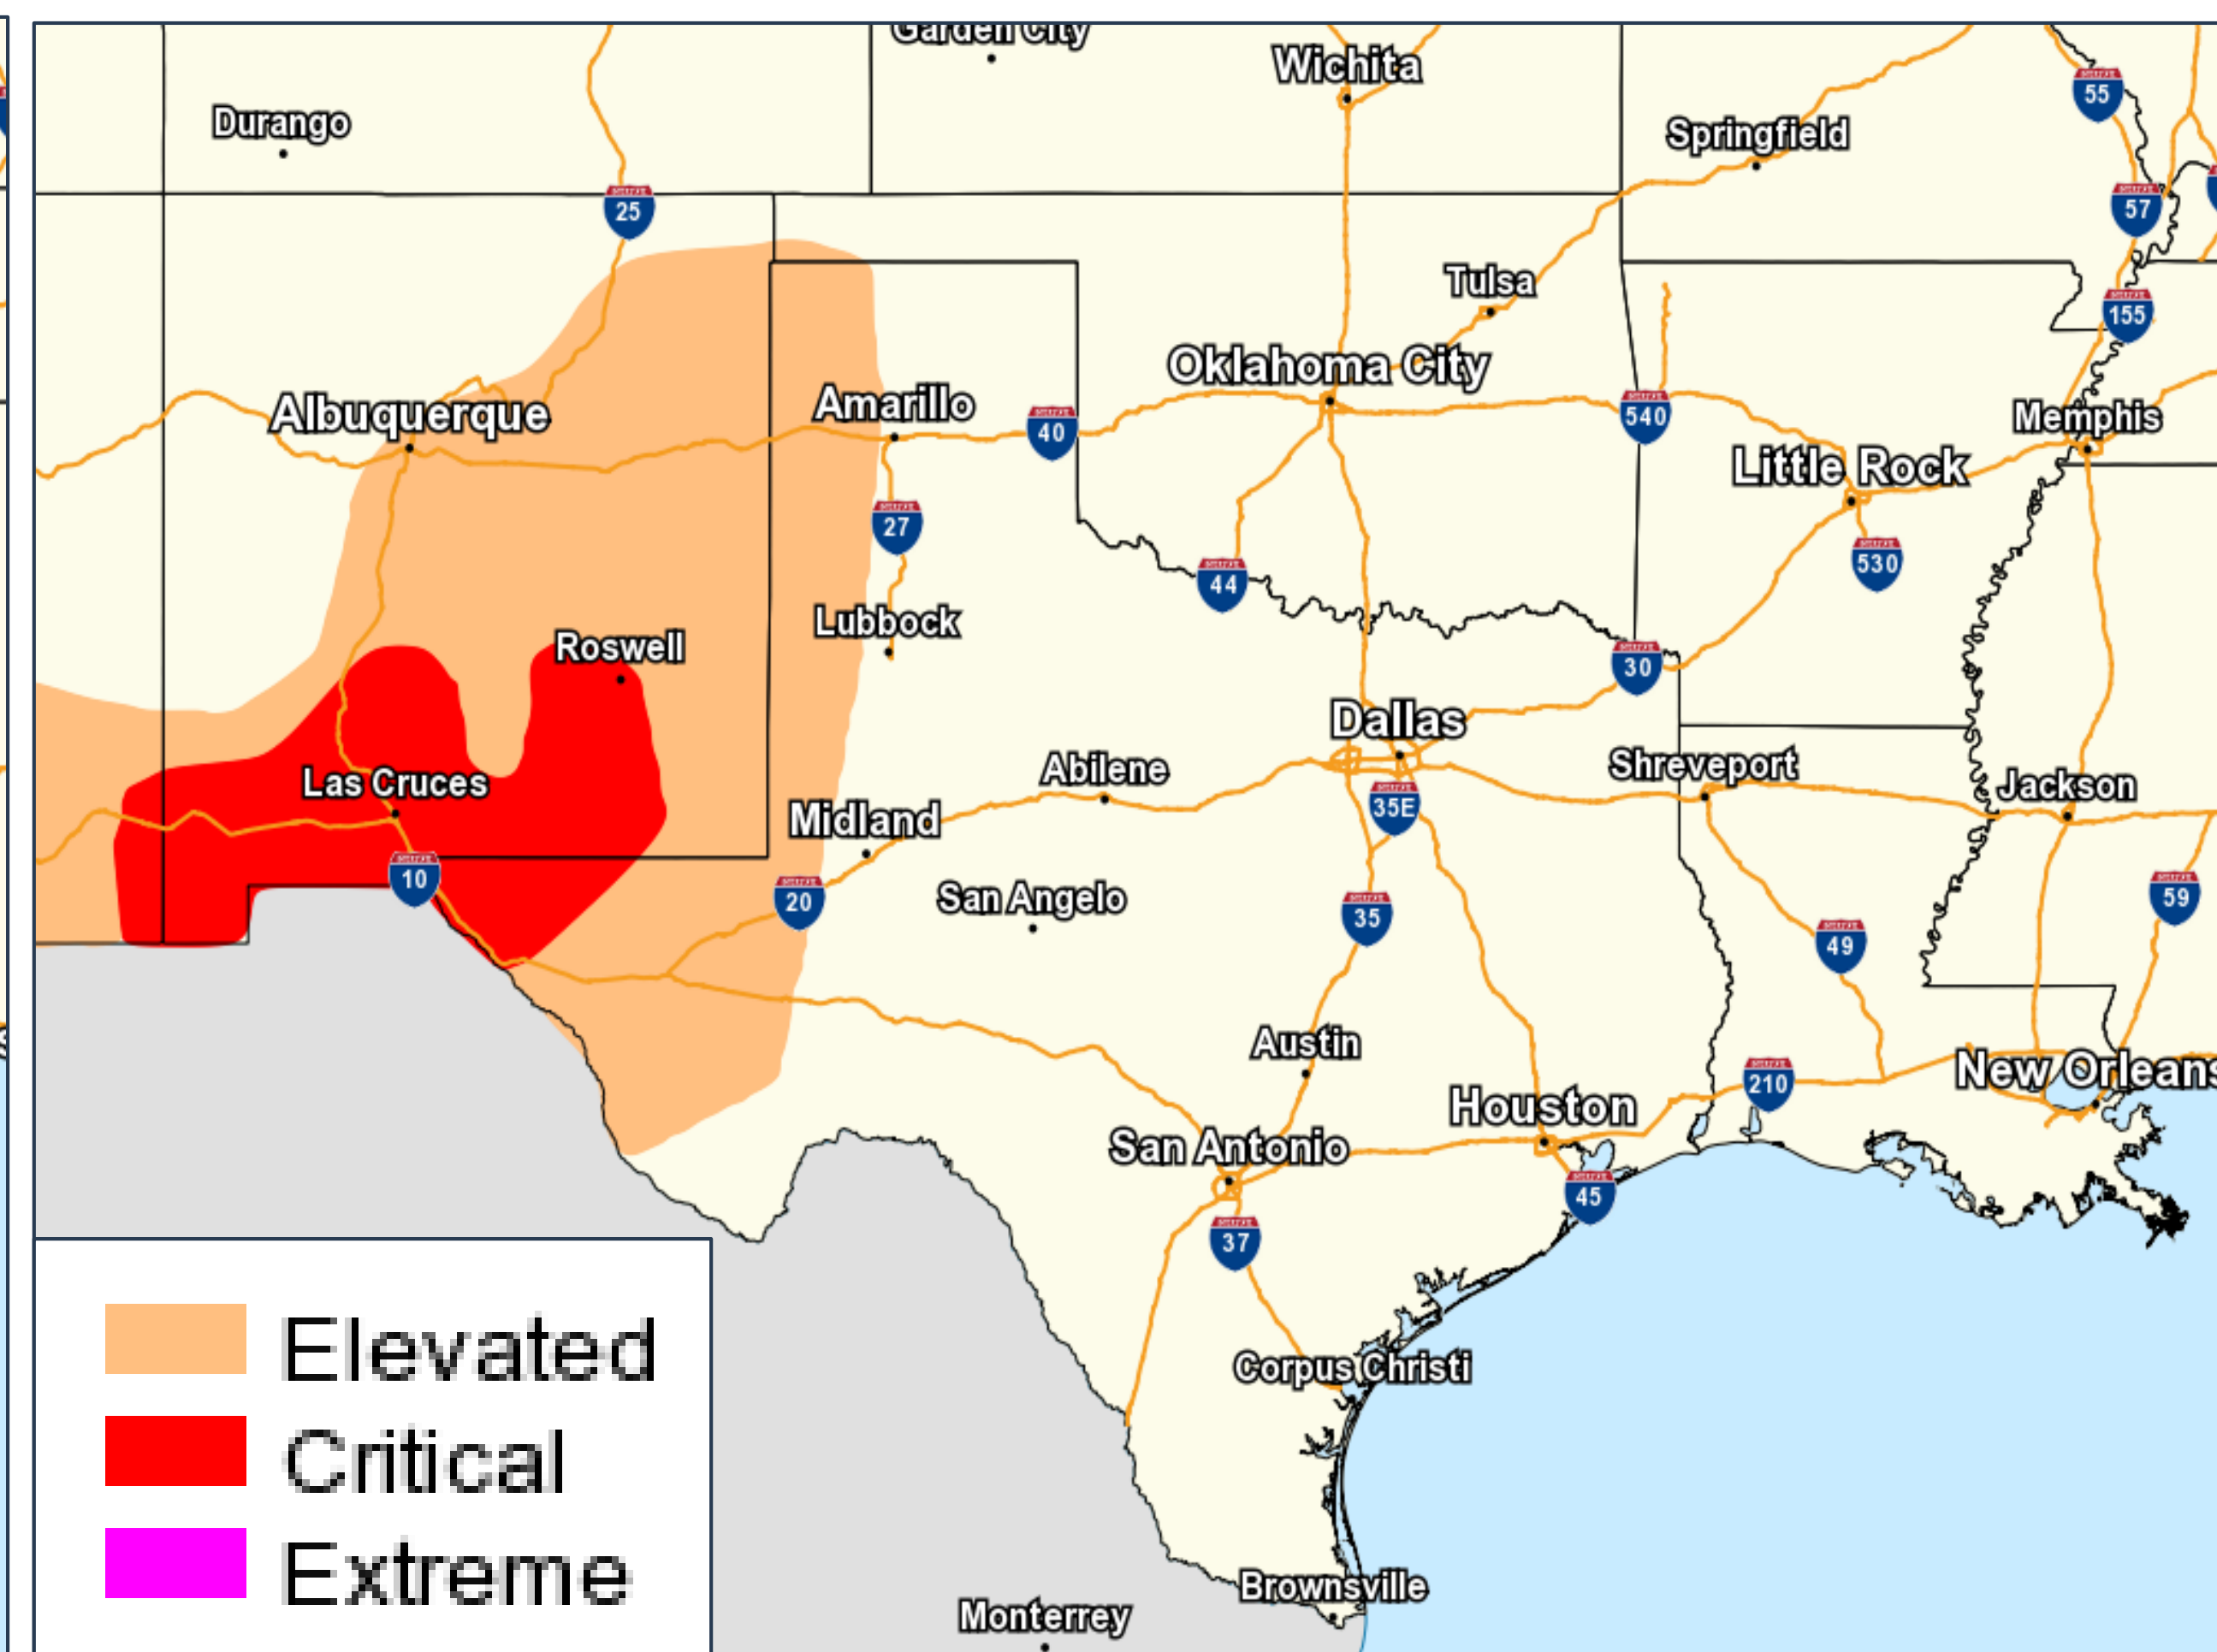 Garden City
Wichita
55
Durango
Springfield
25
57
155
Tulsa
Oklahoma City
Albuquerque
Amarillo
40
540
Memphis
Little Rock
27
44
530
Lubbock
Roswell
30
Dallas
Las Cruces
Abilene
Shreveport
Jackson
Midland
35E
10
20
San Angelo
35
59
49
Austin
New Orleans
210
Houston
San Antonio
45
37
Elevated
Corpus Christi
Critical
Extreme
Brownsville
Monterrey